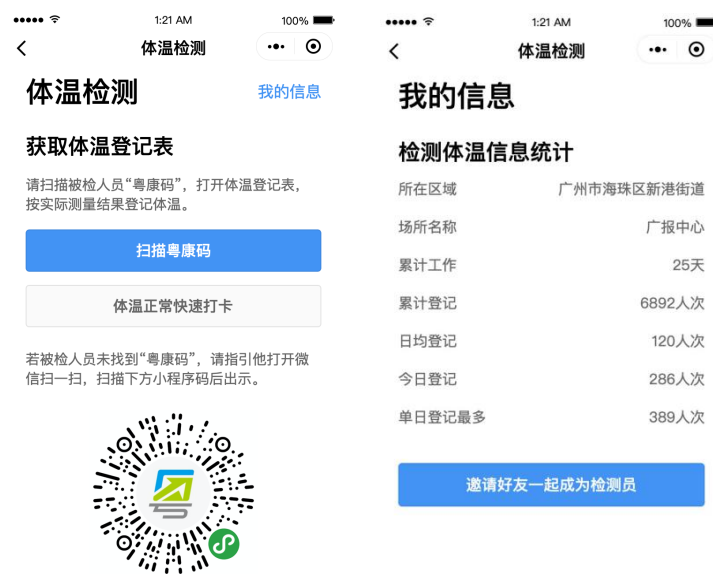 1:21 AM
100%
体温检测
体温检测
我的信息
获取体温登记表
请扫描被检人员“粤康码”，打开体温登记表，
按实际测量结果登记体温。
扫描粤康码
体温正常快速打卡
若被检人员未找到“粤康码”，请指引他打开微
信扫一扫，扫描下方小程序码后出示。
1:21 AM
100%
体温检测
我的信息
检测体温信息统计
所在区域 广州市海珠区新港街道
场所名称 广报中心
累计工作 25天
累计登记 6892人次
日均登记 120人次
今日登记 286人次
单日登记最多 389人次
邀请好友一起成为检测员